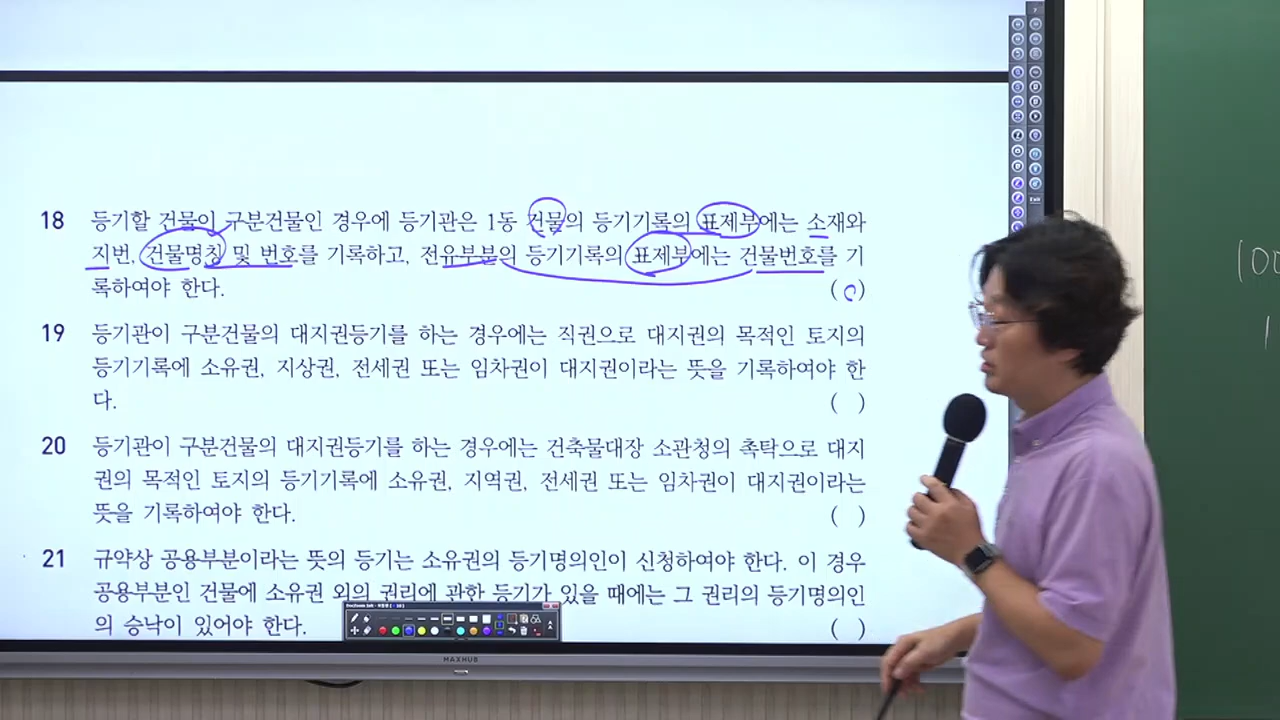 18 등기할 건물이 구분건물인 경우에 등기관은 1동 건물의 등기기록의 표제부에는 소재와
지번, 건물명칭 및 번호를 기록하고, 전유부분의 등기기록의 표제부에는 건물번호를 기
록하여야 한다. ( O )
19 등기관이 구분건물의 대지권등기를 하는 경우에는 직권으로 대지권의 목적인 토지의
등기기록에 소유권, 지상권, 전세권 또는 임차권이 대지권이라는 뜻을 기록하여야 한
다. ( )
20 등기관이 구분건물의 대지권등기를 하는 경우에는 건축물대장 소관청의 촉탁으로 대지
권의 목적인 토지의 등기기록에 소유권, 지역권, 전세권 또는 임차권이 대지권이라는
뜻을 기록하여야 한다. ( )
21 규약상 공용부분이라는 뜻의 등기는 소유권의 등기명의인이 신청하여야 한다. 이 경우
공용부분인 건물에 소유권 외의 권리에 관한 등기가 있을 때에는 그 권리의 등기명의인
의 승낙이 있어야 한다. ( )
MAXHUB